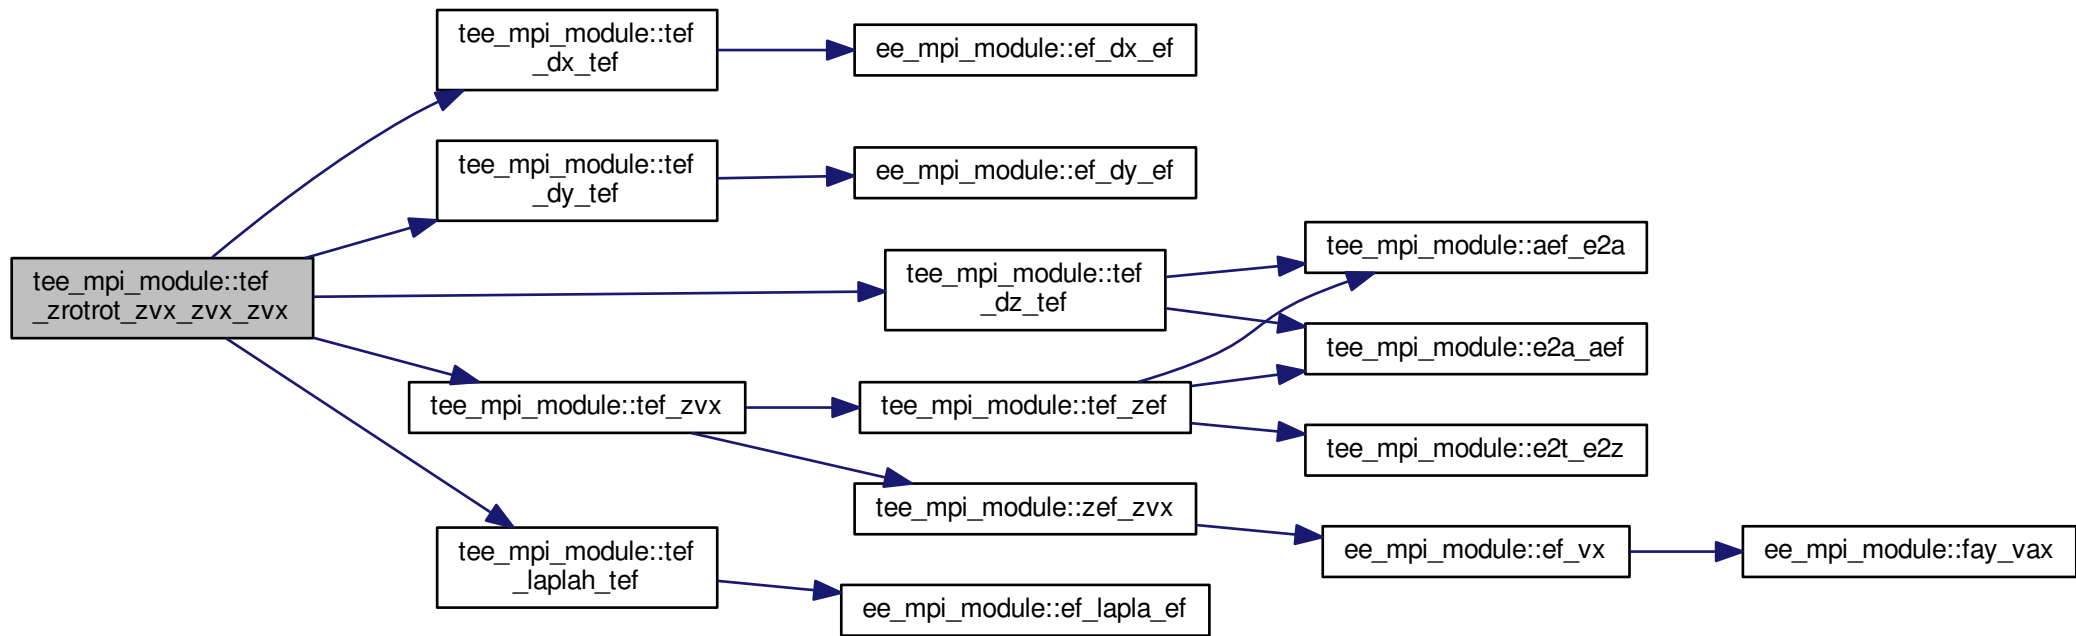 tee_mpi_module::tef
_zrotrot_zvx_zvx_zvx
tee_mpi_module::tef
_dx_tef
ee_mpi_module::ef_dx_ef
tee_mpi_module::tef
_dy_tef
ee_mpi_module::ef_dy_ef
tee_mpi_module::tef
_dz_tef
tee_mpi_module::aef_e2a
tee_mpi_module::e2a_aef
tee_mpi_module::tef_zvx
tee_mpi_module::tef_zef
tee_mpi_module::e2t_e2z
tee_mpi_module::zef_zvx
ee_mpi_module::ef_vx
ee_mpi_module::fay_vax
tee_mpi_module::tef
_laplah_tef
ee_mpi_module::ef_lapla_ef